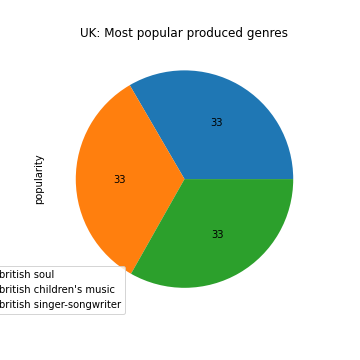 UK: Most popular produced genres
33
33
popularity
33
british soul
british children's music
british singer-songwriter